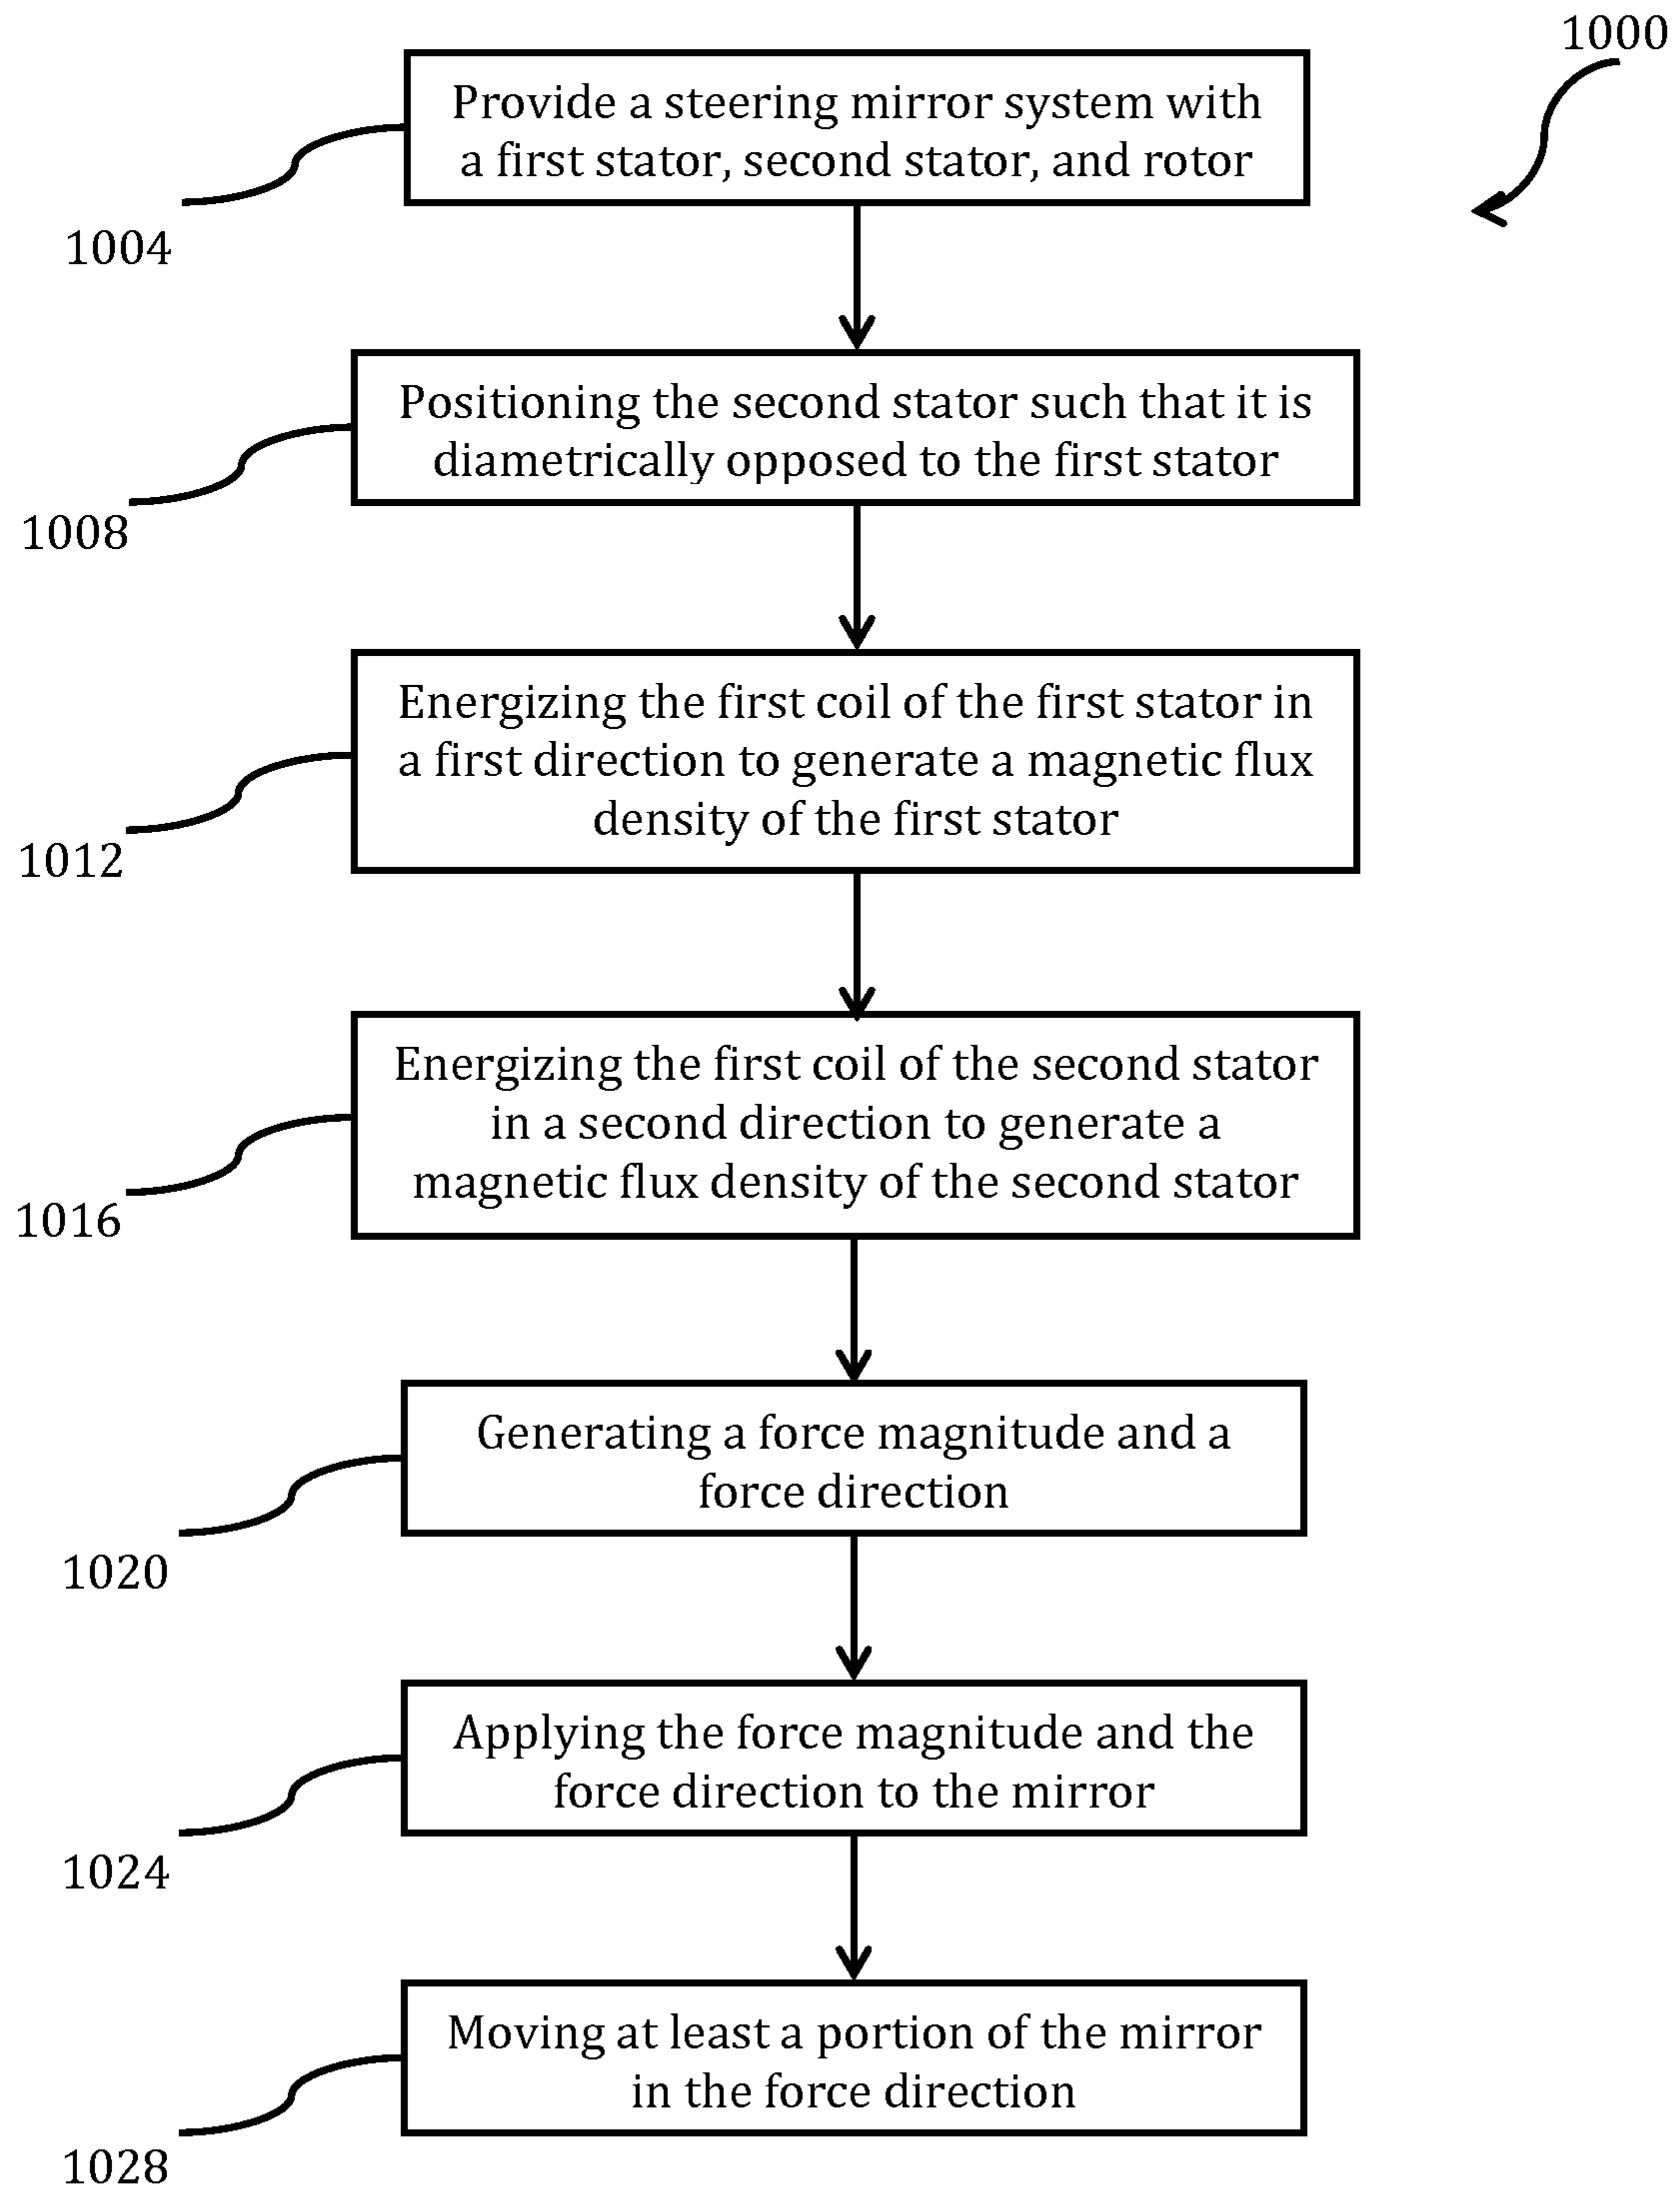 1000
Provide a steering mirror system with
a first stator, second stator, and rotor
1004
Positioning the second stator such that it is
diametrically opposed to the first stator
1008
Energizing the first coil of the first stator in
a first direction to generate a magnetic flux
density of the first stator
1012
Energizing the first coil of the second stator
in a second direction to generate a
magnetic flux density of the second stator
1016
Generating a force magnitude and a
force direction
1020
Applying the force magnitude and the
force direction to the mirror
1024
Moving at least a portion of the mirror
in the force direction
1028